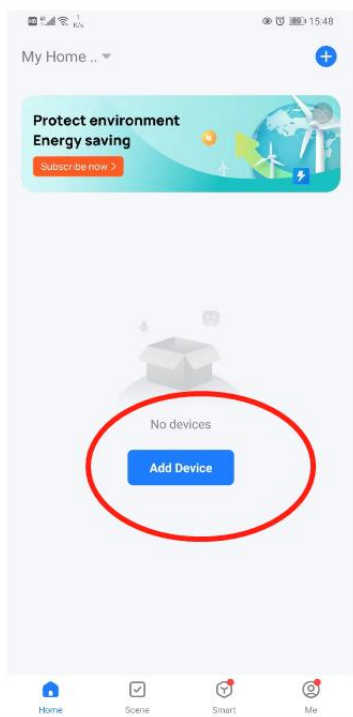 15:48
My Home ..
Protect environment
Energy saving
Subscribe now >
No devices
Add Device
Home
Scene
Smart
Me